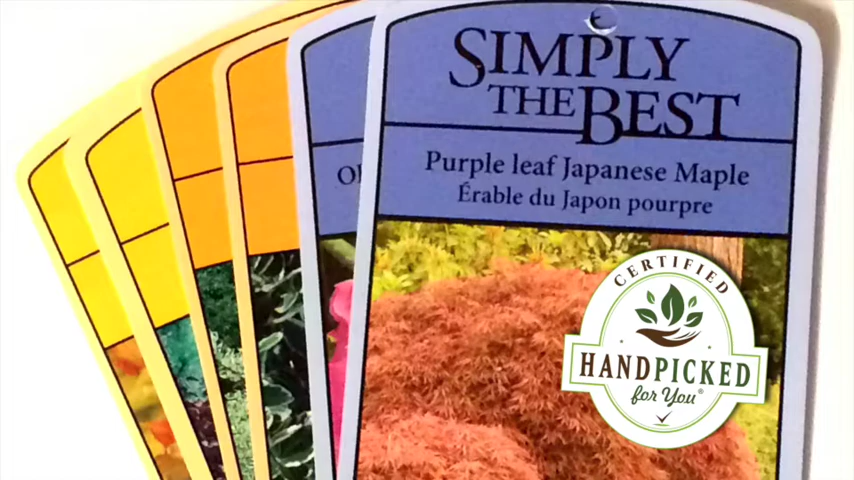 SIMPLY
THE BEST
Purple leaf Japanese Maple
Érable du Japon pourpre
CERTIFIED
HANDPICKED
for You®